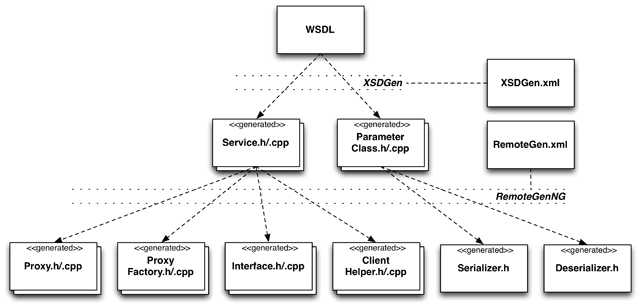 WSDL
XSDGen
XSDGen.xml
<<generated>>
Service.h/.cpp
<<generated>>
Parameter
Class.h/.cpp
RemoteGen.xml
RemoteGenNG
<<generated>>
Proxy.h/.cpp
<<generated>>
Proxy
Factory.h/.cpp
<<generated>>
Interface.h/.cpp
<<generated>>
Client
Helper.h/.cpp
<<generated>>
Serializer.h
<<generated>>
Deserializer.h